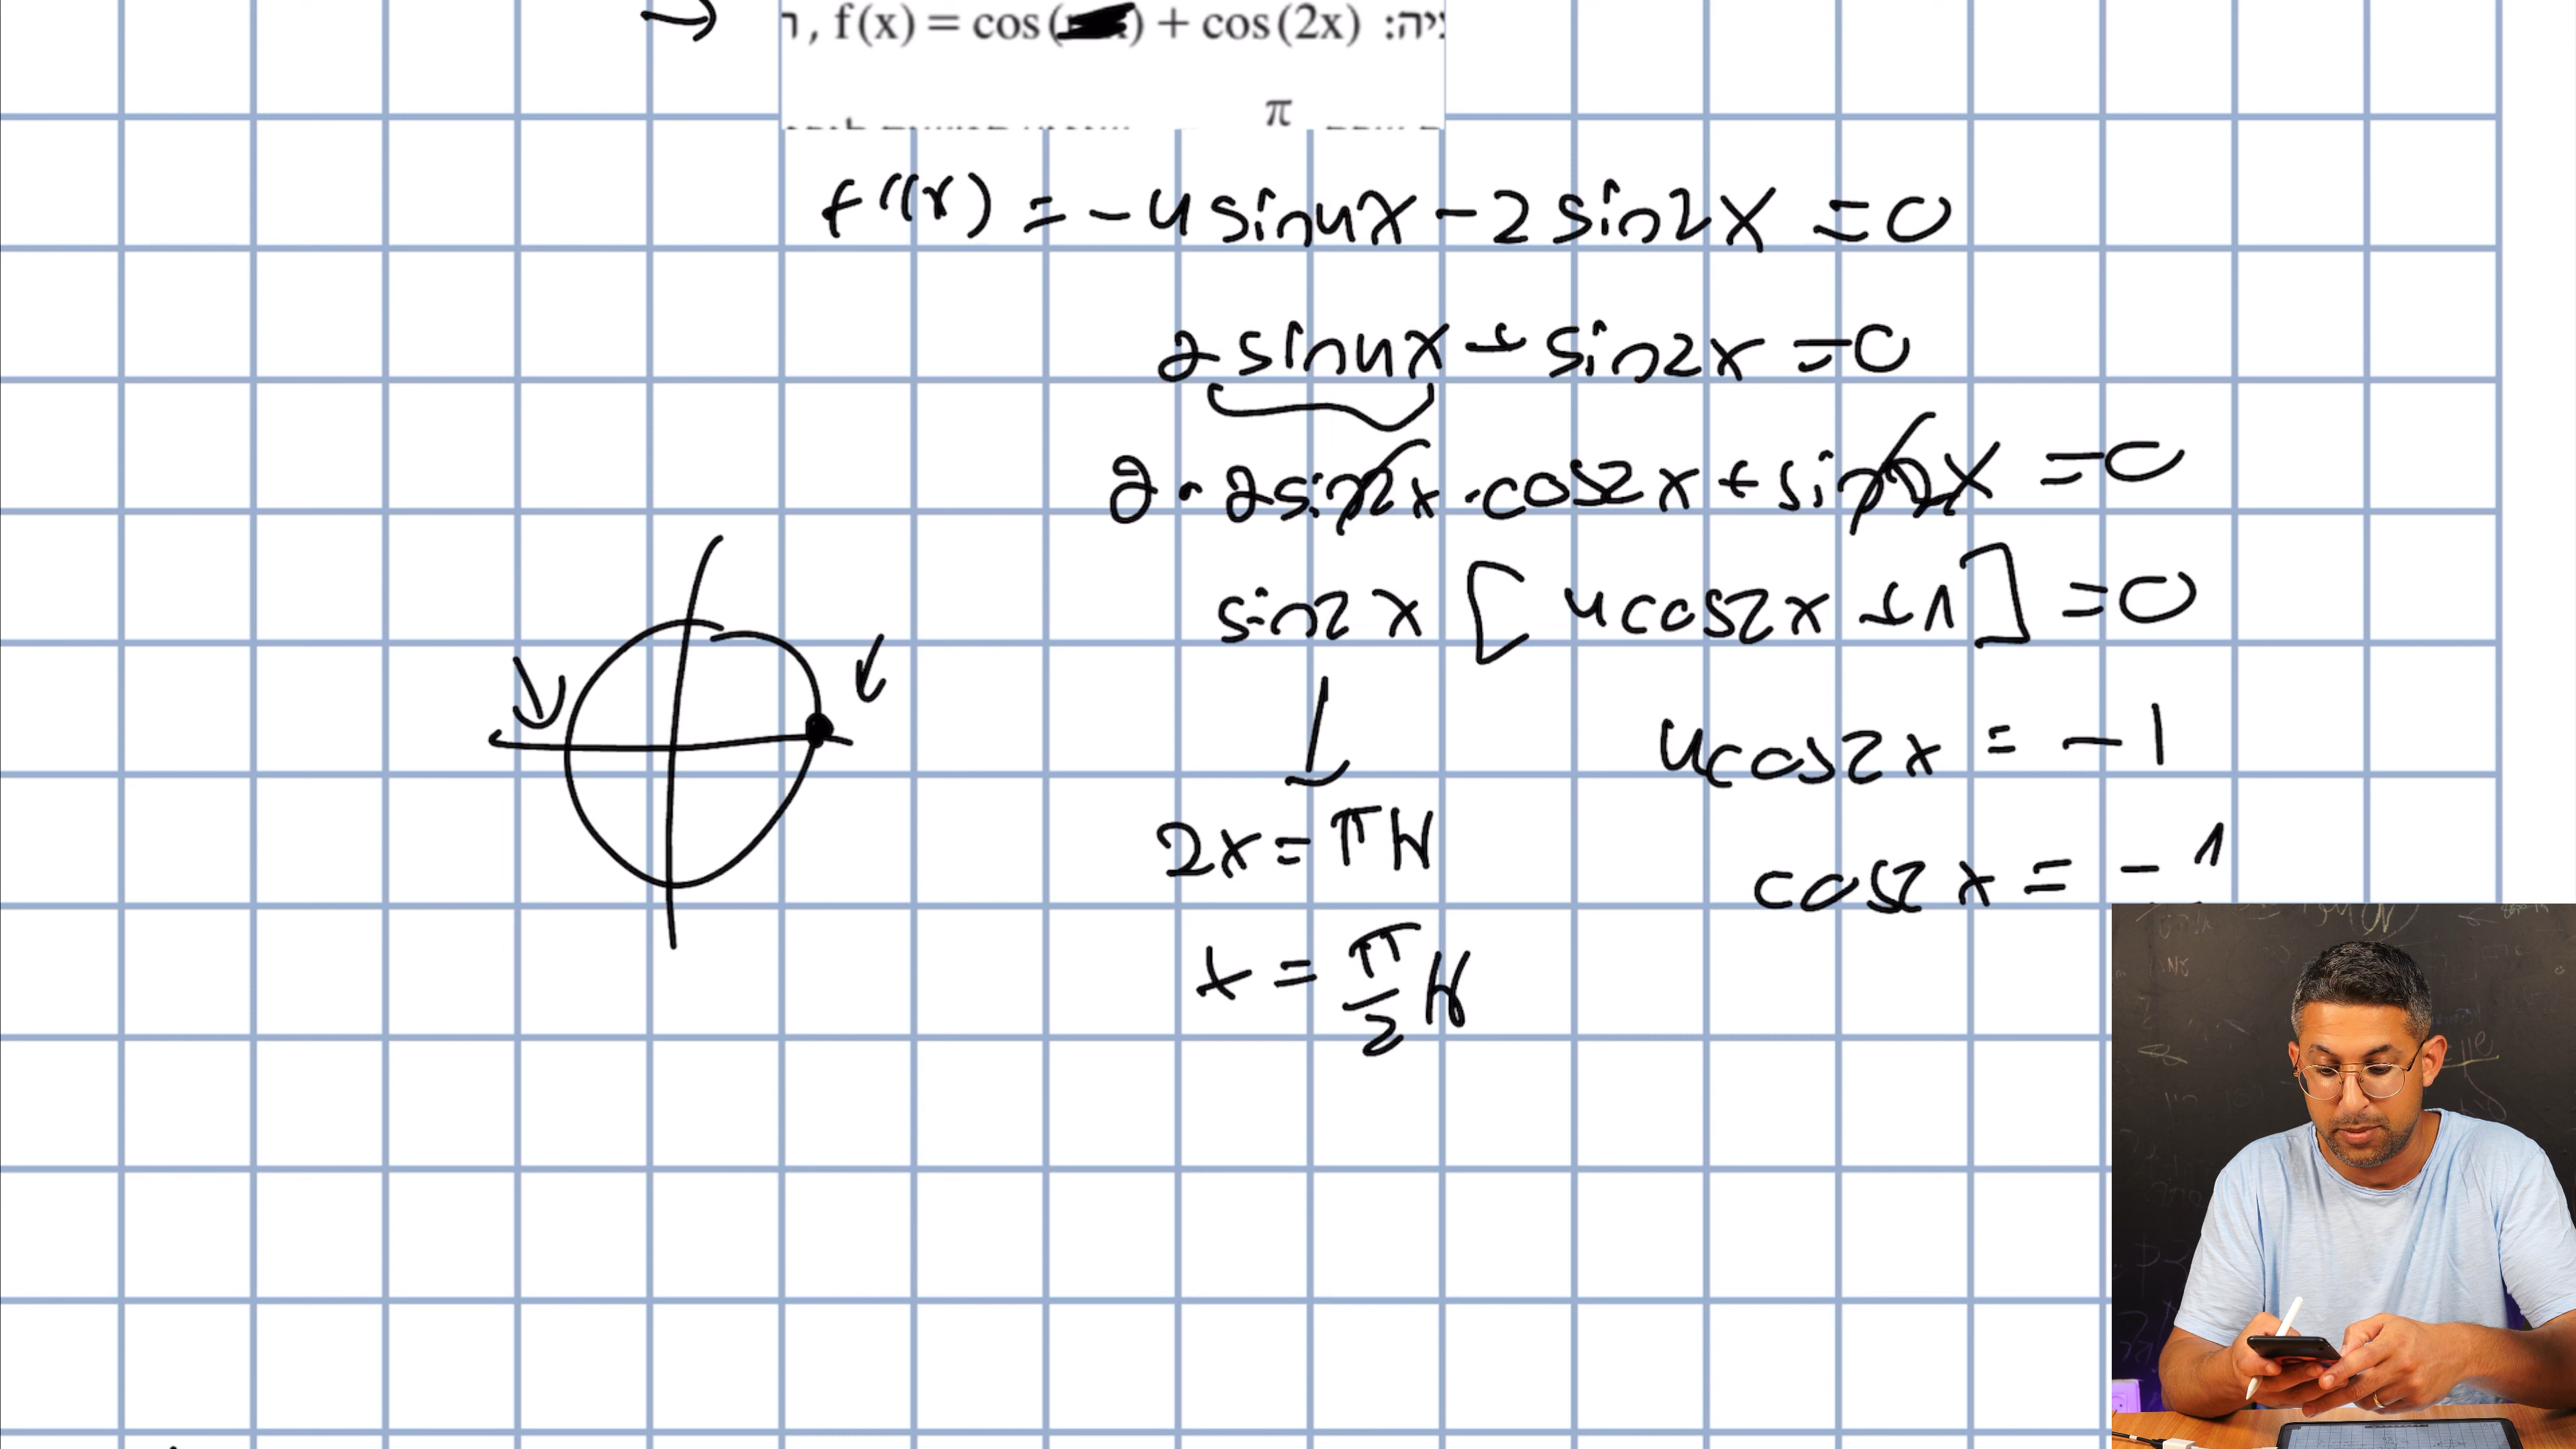 f(x) = cos( ) + cos(2x)
π
f'(x) = -4sin4x - 2sin2x = 0
2sin4x + sin2x = 0
2·2sin2x·cos2x + sin2x = 0
sin2x [4cos2x + 1] = 0
4cos2x = -1
2x = πk
cos2x = -1
x = π/2 k